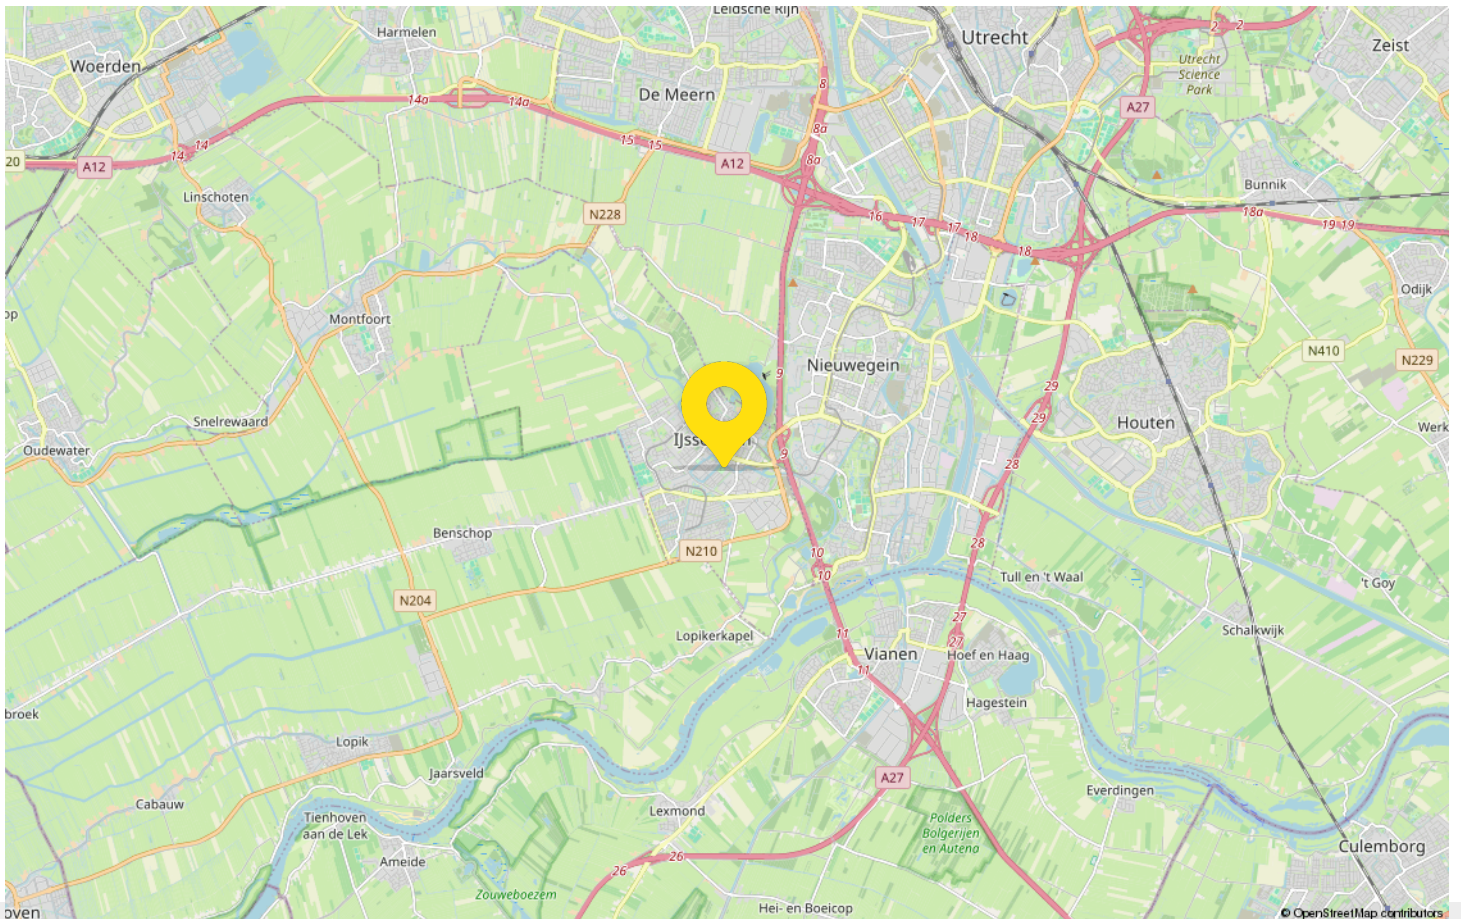 Leidsche Rijn
Harmelen
Utrecht
Zeist
Woerden
Utrecht
Science
Park
2
2
De Meern
8
14a
14a
A27
8a
15
15
14
14
20
A12
A12
8a
Bunnik
Linschoten
N228
16
17
17
18
18
18a
19
19
Odijk
op
Montfoort
N410
N229
Nieuwegein
9
29
29
Snelrewaard
Houten
Werk
Oudewater
9
28
Benschop
N210
10
10
28
Tull en 't Waal
't Goy
N204
27
27
11
Lopikerkapel
Schalkwijk
Vianen
Hoef en Haag
11
Hagestein
broek
Lopik
Jaarsveld
A27
Everdingen
Cabauw
Lexmond
Tienhoven
aan de Lek
Polders
Bolgerijen
en Autena
Culemborg
Ameide
26
26
Zouweboezem
Hei- en Boeicop
oven
© OpenStreetMap contributors